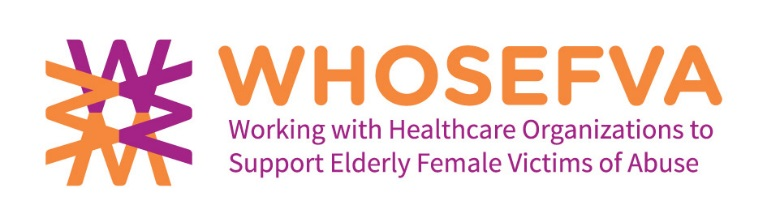 WHOSEFVA
Working with Healthcare Organizations to
Support Elderly Female Victims of Abuse